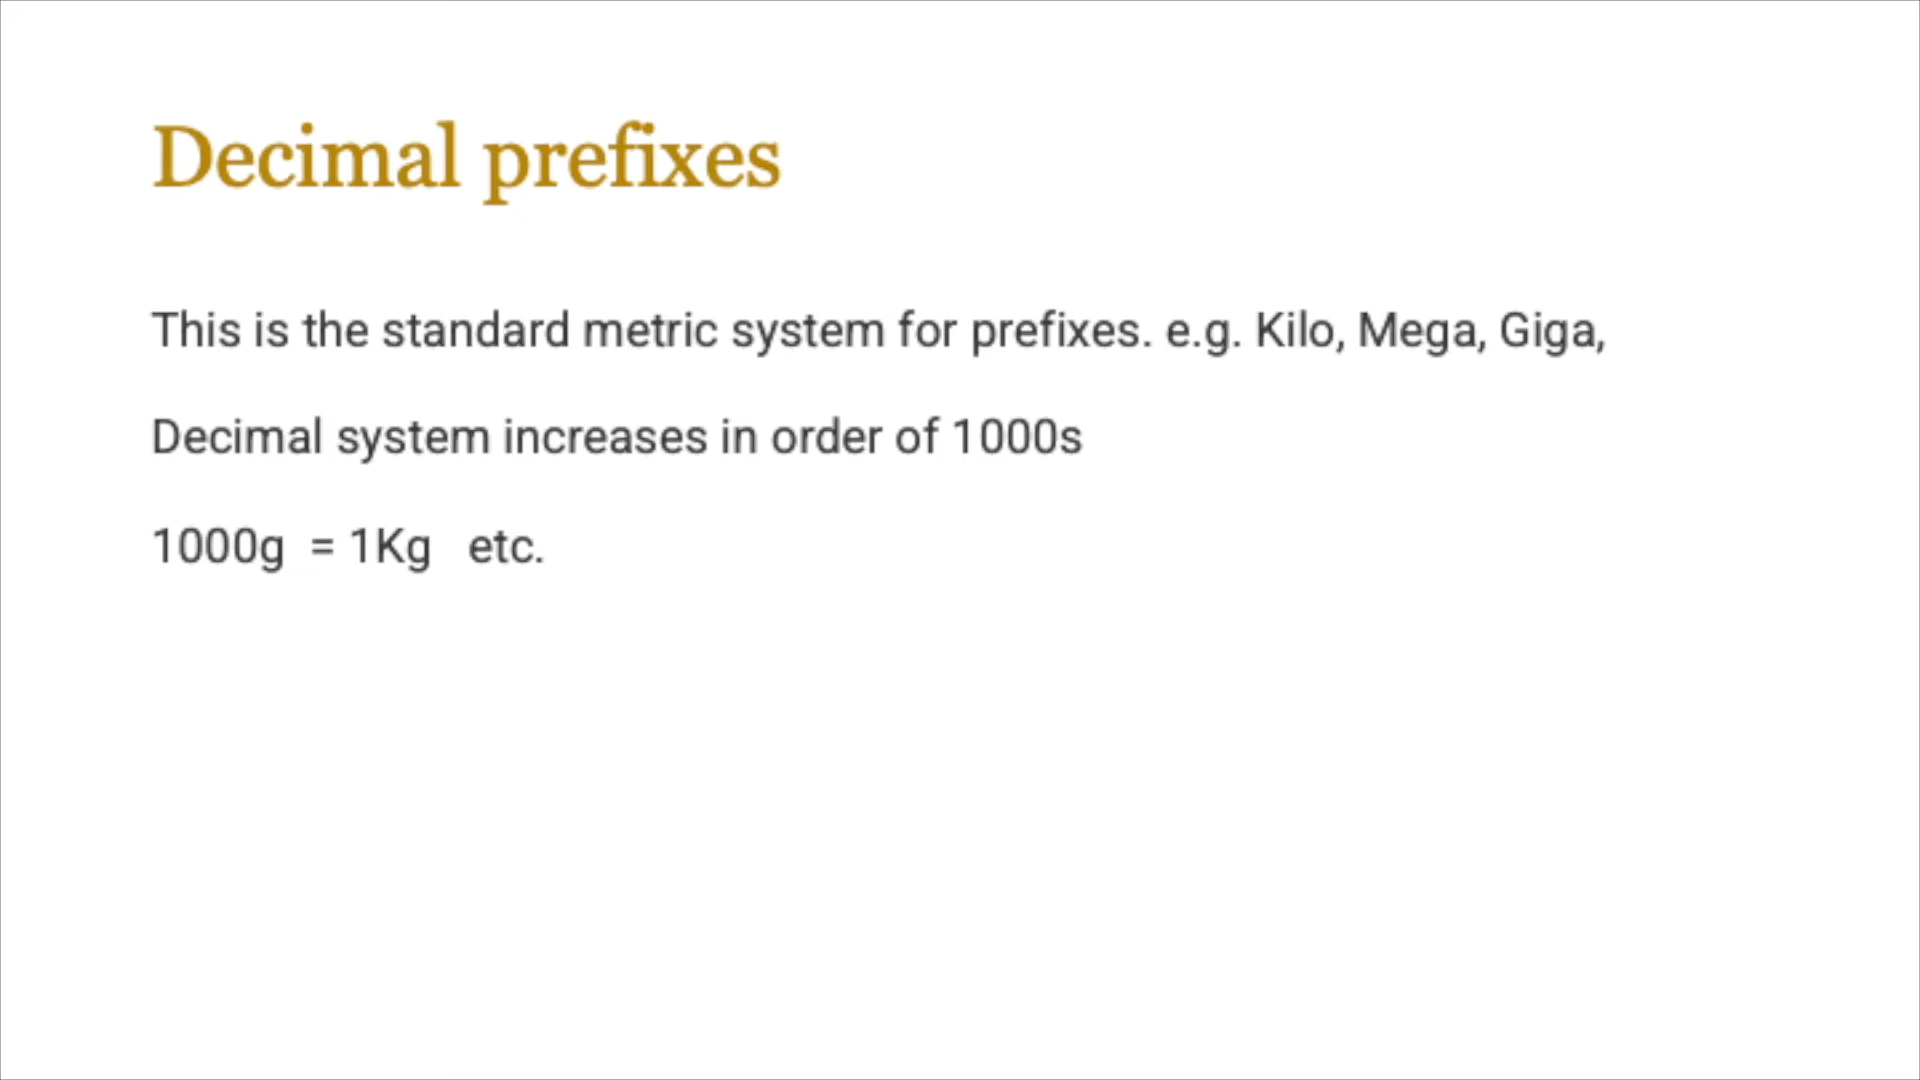 Decimal prefixes
This is the standard metric system for prefixes. e.g. Kilo, Mega, Giga,
Decimal system increases in order of 1000s
1000g  = 1Kg   etc.